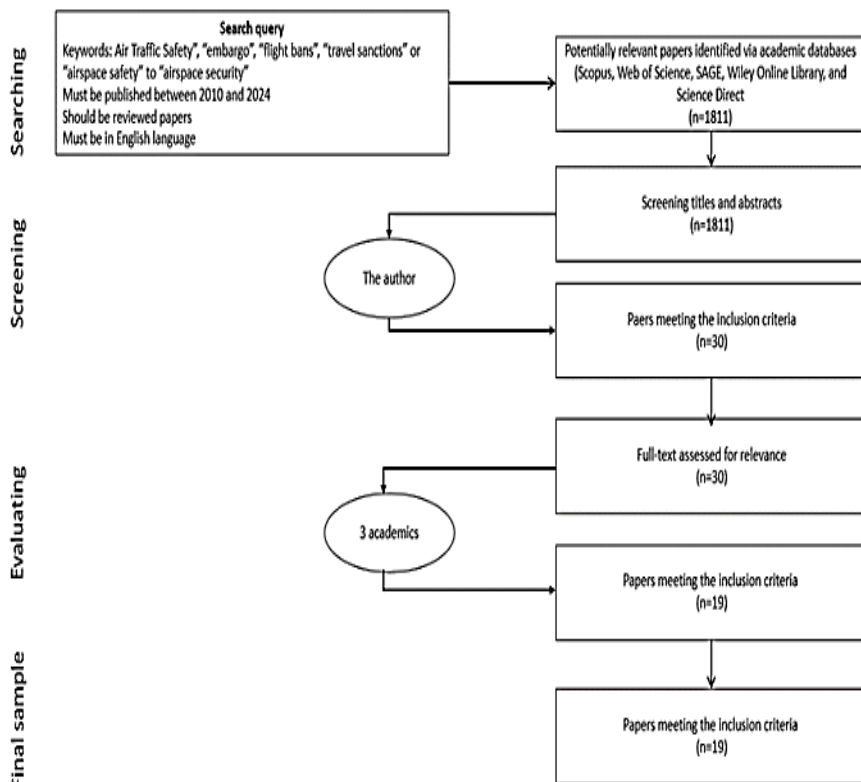 Search query
Keywords: Air Traffic Safety", "embargo", "flight bans", "travel sanctions" or
"airspace safety" to "airspace security"
Must be published between 2010 and 2024
Should be reviewed papers
Must be in English language
Potentially relevant papers identified via academic databases
(Scopus, Web of Science, SAGE, Wiley Online Library, and
Science Direct
(n=1811)
Searching
Screening titles and abstracts
(n=1811)
The author
Screening
Paers meeting the inclusion criteria
(n=30)
Full-text assessed for relevance
(n=30)
3 academics
Evaluating
Papers meeting the inclusion criteria
(n=19)
Final sample
Papers meeting the inclusion criteria
(n=19)